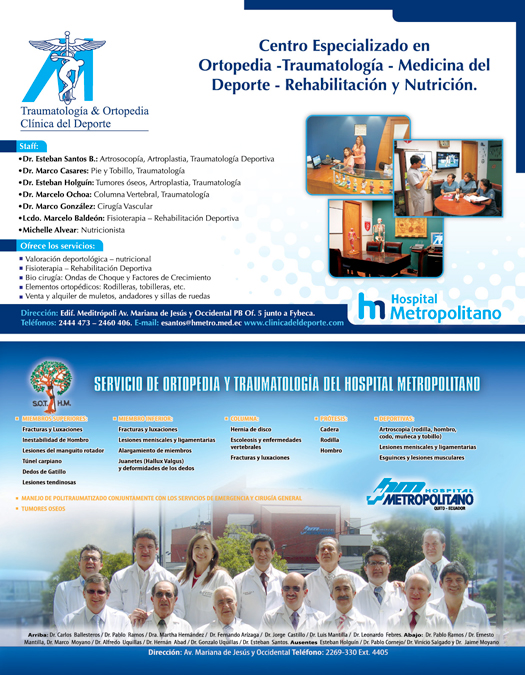 Centro Especializado en
Ortopedia -Traumatología - Medicina del
Deporte - Rehabilitación y Nutrición.
Traumatología & Ortopedia
Clínica del Deporte
Staff:
•Dr. Esteban Santos B.: Artroscopía, Artroplastia, Traumatología Deportiva
•Dr. Marco Casares: Pie y Tobillo, Traumatología
•Dr. Esteban Holguín: Tumores óseos, Artroplastia, Traumatología
•Dr. Marcelo Ochoa: Columna Vertebral, Traumatología
•Dr. Marco González: Cirugía Vascular
•Lcdo. Marcelo Baldeón: Fisioterapia – Rehabilitación Deportiva
•Michelle Alvear: Nutricionista
Ofrece los servicios:
Valoración deportológica – nutricional
Fisioterapia – Rehabilitación Deportiva
Bio cirugía: Ondas de Choque y Factores de Crecimiento
Elementos ortopédicos: Rodilleras, tobilleras, etc.
Venta y alquiler de muletos, andadores y sillas de ruedas
Dirección: Edif. Meditrópoli Av. Mariana de Jesús y Occidental PB Of. 5 junto a Fybeca.
Teléfonos: 2444 473 – 2460 406. E-mail: esantos@hmetro.med.ec www.clinicadeldeporte.com
hm Hospital
Metropolitano
S.O.T. H.M.
SERVICIO DE ORTOPEDIA Y TRAUMATOLOGÍA DEL HOSPITAL METROPOLITANO
MIEMBROS SUPERIORES:
Fracturas y Luxaciones
Inestabilidad de Hombro
Lesiones del manguito rotador
Túnel carpiano
Dedos de Gatillo
Lesiones tendinosas
MIEMBRO INFERIOR:
Fracturas y luxaciones
Lesiones meniscales y ligamentarias
Alargamiento de miembros
Juanetes (Hallux Valgus)
y deformidades de los dedos
COLUMNA:
Hernia de disco
Escoleosis y enfermedades
vertebrales
Fracturas y luxaciones
PRÓTESIS:
Cadera
Rodilla
Hombro
DEPORTIVAS:
Artroscopia (rodilla, hombro,
codo, muñeca y tobillo)
Lesiones meniscales y ligamentarias
Esquinces y lesiones musculares
MANEJO DE POLITRAUMATIZADO CONJUNTAMENTE CON LOS SERVICIOS DE EMERGENCIA Y CIRUGÍA GENERAL
TUMORES OSEOS
hm HOSPITAL
METROPOLITANO
QUITO - ECUADOR
Arriba: Dr. Carlos Ballesteros / Dr. Pablo Ramos / Dra. Martha Hernández / Dr. Fernando Arízaga / Dr. Jorge Castillo / Dr. Luis Mantilla / Dr. Leonardo Febres. Abajo: Dr. Pablo Ramos / Dr. Ernesto
Mantilla, Dr. Marco Moyano / Dr. Alfredo Uquillas / Dr. Hernán Abad / Dr. Gonzalo Uquillas / Dr. Esteban Santos. Ausentes Esteban Holguín / Dr. Pablo Cornejo/ Dr. Vinicio Salgado y Dr. Jaime Moyano
Dirección: Av. Mariana de Jesús y Occidental Teléfono: 2269-330 Ext. 4405